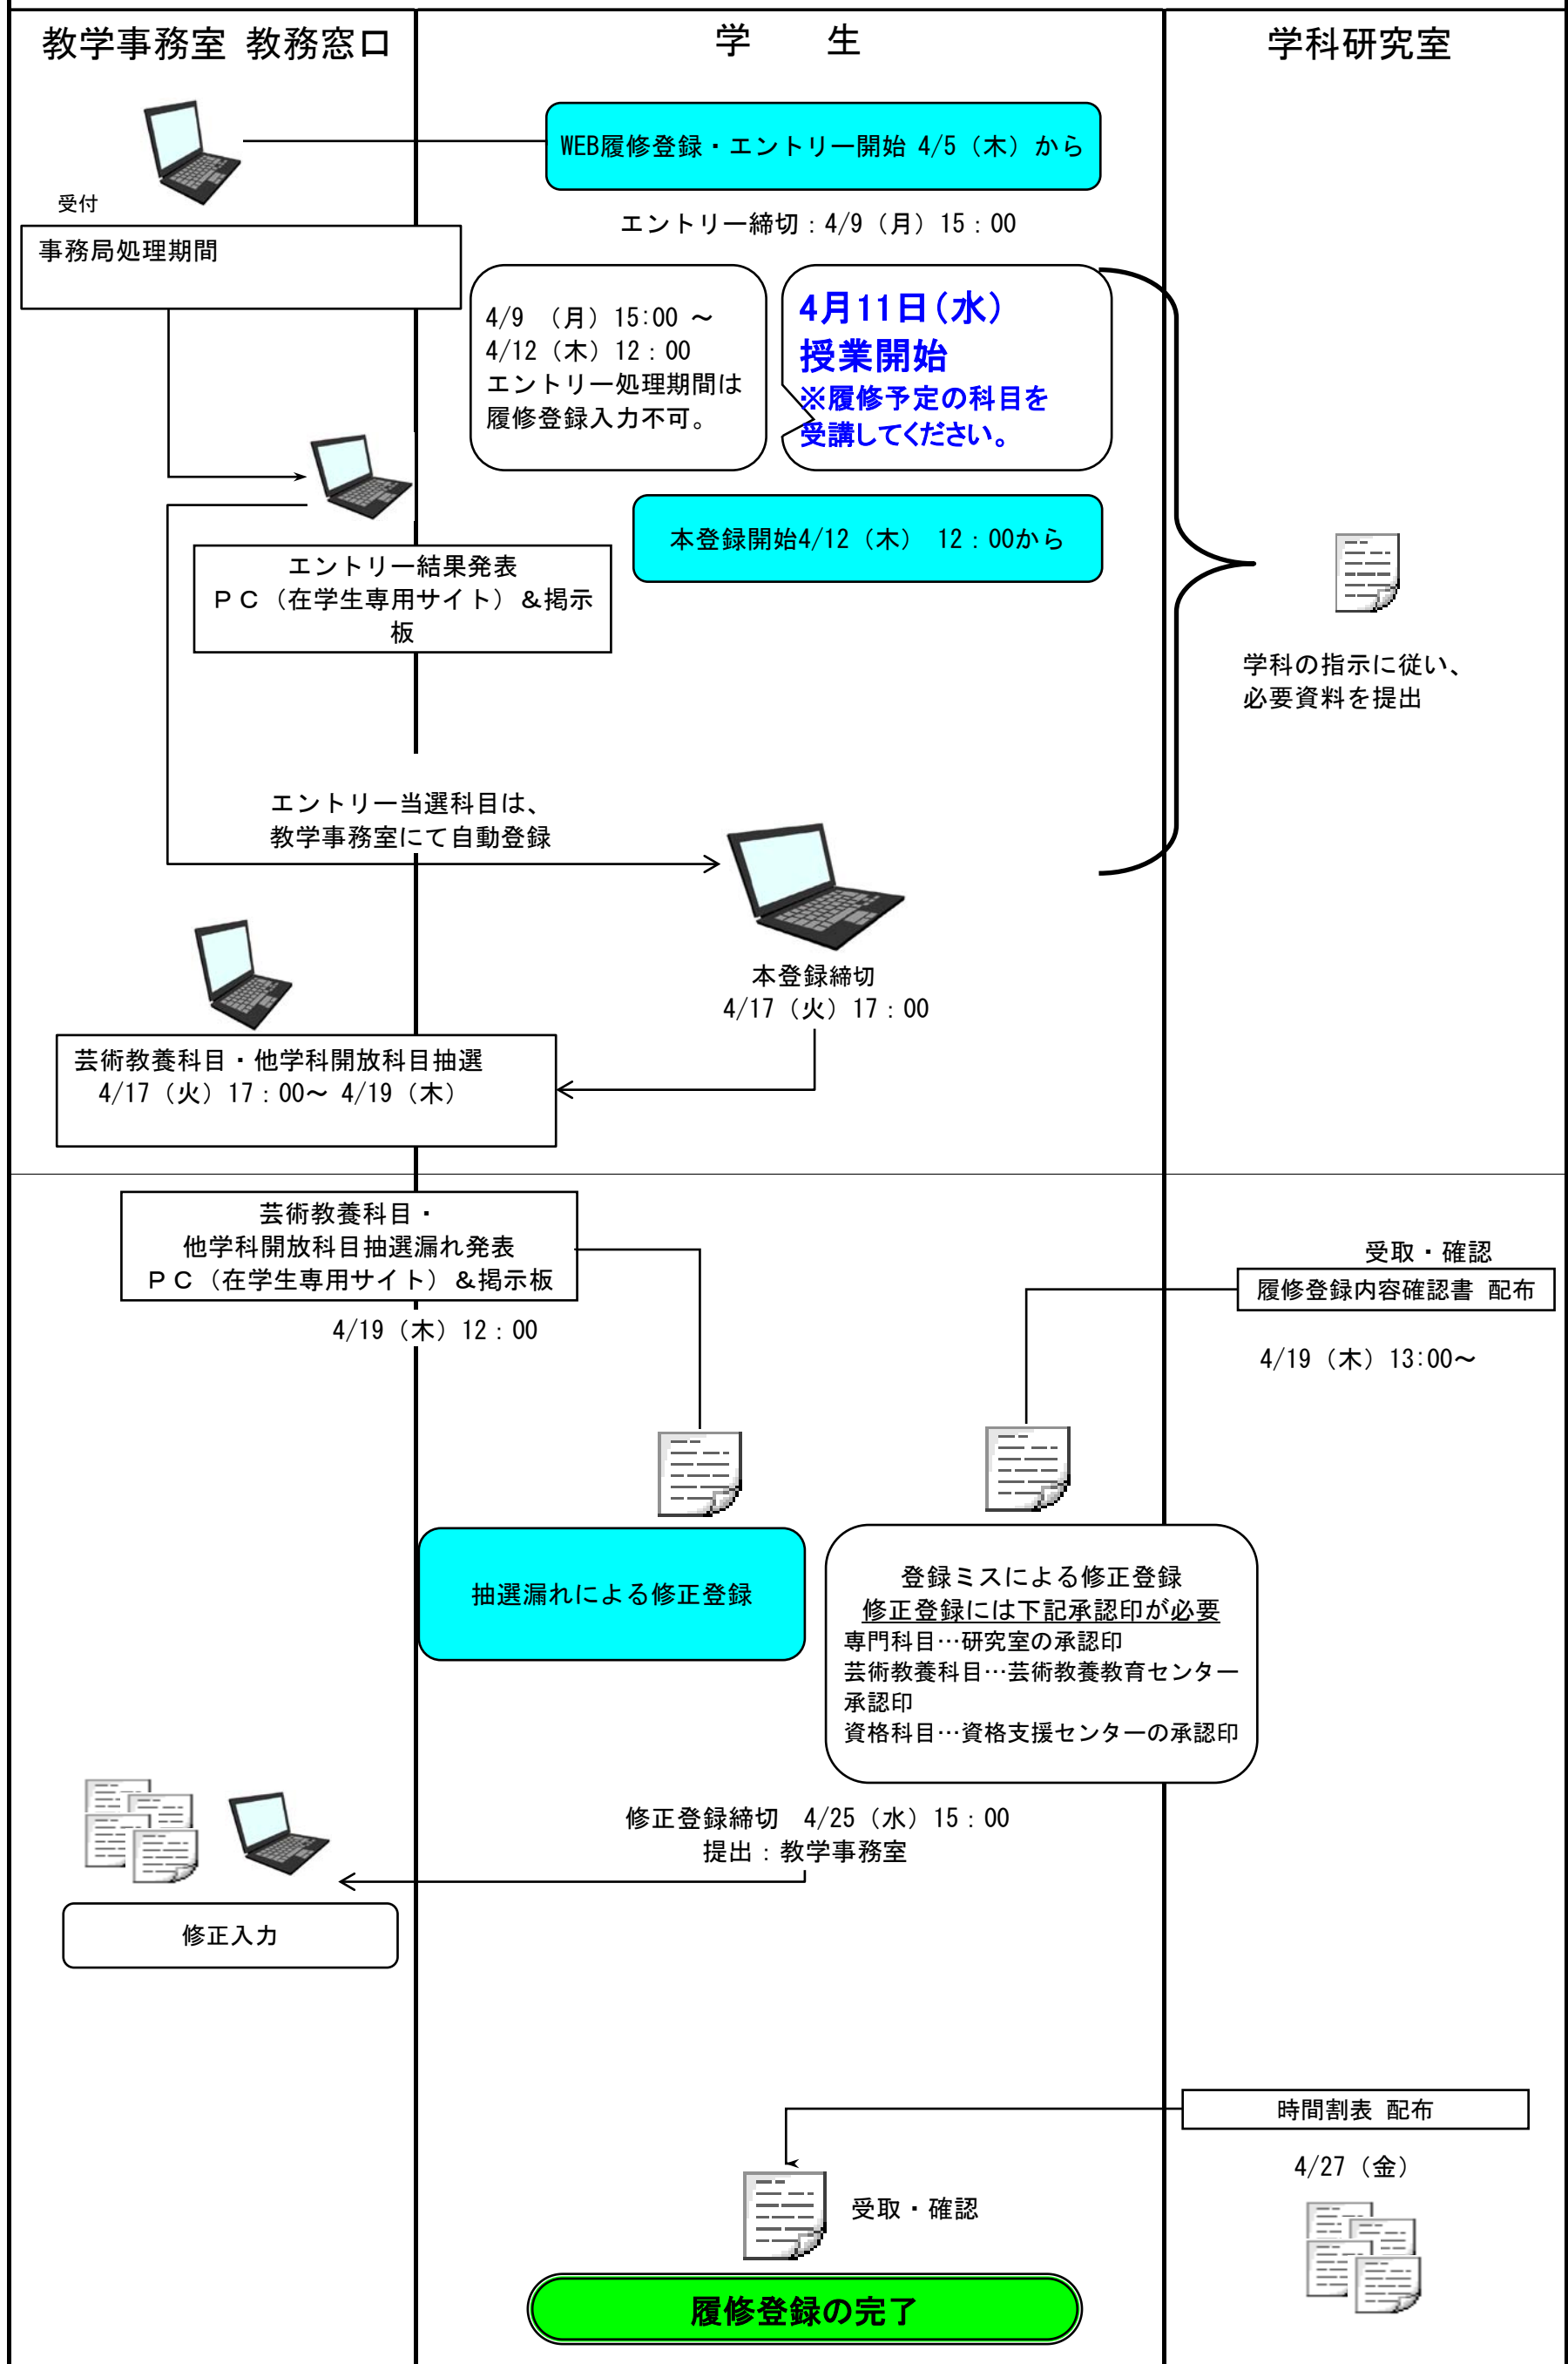 教学事務室 教務窓口
学 生
学科研究室
WEB履修登録・エントリー開始 4/5（木）から
受付
エントリー締切：4/9（月）15：00
事務局処理期間
4/9 （月）15:00 ～
4/12（木）12：00
エントリー処理期間は
履修登録入力不可。
4月11日(水)
授業開始
※履修予定の科目を
受講してください。
本登録開始4/12（木） 12：00から
エントリー結果発表
ＰＣ（在学生専用サイト）＆掲示
板
学科の指示に従い、
必要資料を提出
エントリー当選科目は、
教学事務室にて自動登録
本登録締切
4/17（火）17：00
芸術教養科目・他学科開放科目抽選
4/17（火）17：00～ 4/19（木）
芸術教養科目・
他学科開放科目抽選漏れ発表
ＰＣ（在学生専用サイト）＆掲示板
4/19（木）12：00
受取・確認
履修登録内容確認書 配布
4/19（木）13:00～
抽選漏れによる修正登録
登録ミスによる修正登録
修正登録には下記承認印が必要
専門科目…研究室の承認印
芸術教養科目…芸術教養教育センター
承認印
資格科目…資格支援センターの承認印
修正登録締切 4/25（水）15：00
提出：教学事務室
修正入力
時間割表 配布
4/27（金）
受取・確認
履修登録の完了